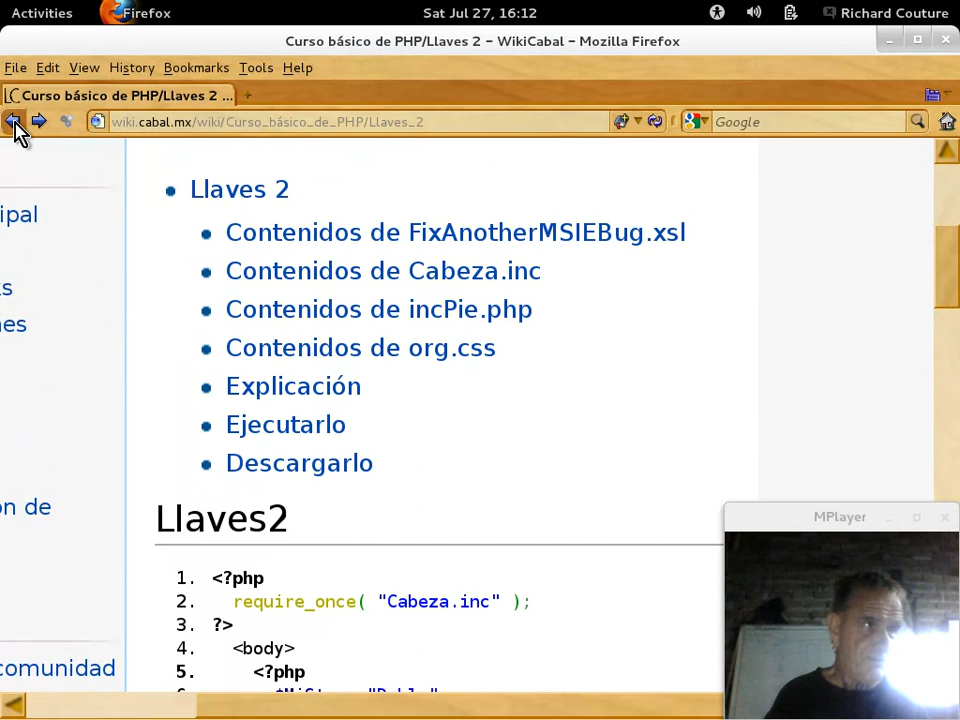 Activities Firefox Sat Jul 27, 16:12 Richard Couture
Curso básico de PHP/Llaves 2 - WikiCabal - Mozilla Firefox
File Edit View History Bookmarks Tools Help
Curso básico de PHP/Llaves 2 ...
wiki.cabal.mx/wiki/Curso_básico_de_PHP/Llaves_2 Google
Llaves 2
ipal
Contenidos de FixAnotherMSIEBug.xsl
Contenidos de Cabeza.inc
s
Contenidos de incPie.php
nes
Contenidos de org.css
Explicación
Ejecutarlo
Descargarlo
on de
Llaves2
MPlayer
1. <?php
2. require_once( "Cabeza.inc" );
3. ?>
4. <body>
comunidad
5. <?php